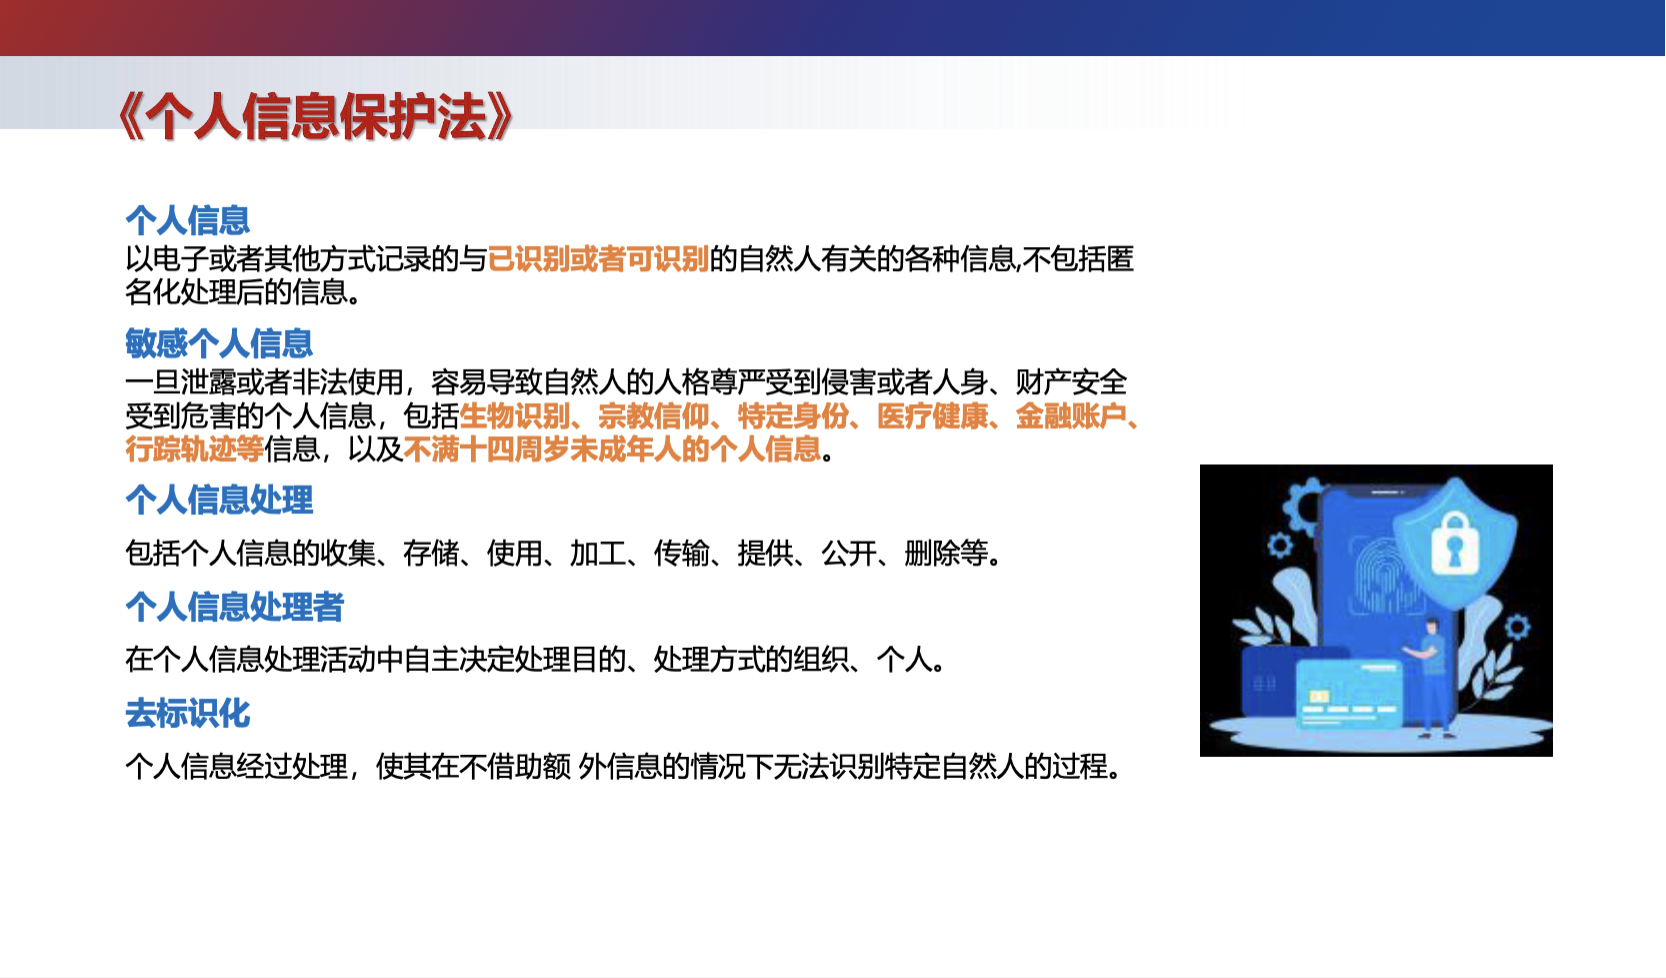 《个人信息保护法》
个人信息
以电子或者其他方式记录的与已识别或者可识别的自然人有关的各种信息,不包括匿
名化处理后的信息。
敏感个人信息
一旦泄露或者非法使用，容易导致自然人的人格尊严受到侵害或者人身、财产安全
受到危害的个人信息，包括生物识别、宗教信仰、特定身份、医疗健康、金融账户、
行踪轨迹等信息，以及不满十四周岁未成年人的个人信息。
个人信息处理
包括个人信息的收集、存储、使用、加工、传输、提供、公开、删除等。
个人信息处理者
在个人信息处理活动中自主决定处理目的、处理方式的组织、个人。
去标识化
个人信息经过处理，使其在不借助额 外信息的情况下无法识别特定自然人的过程。